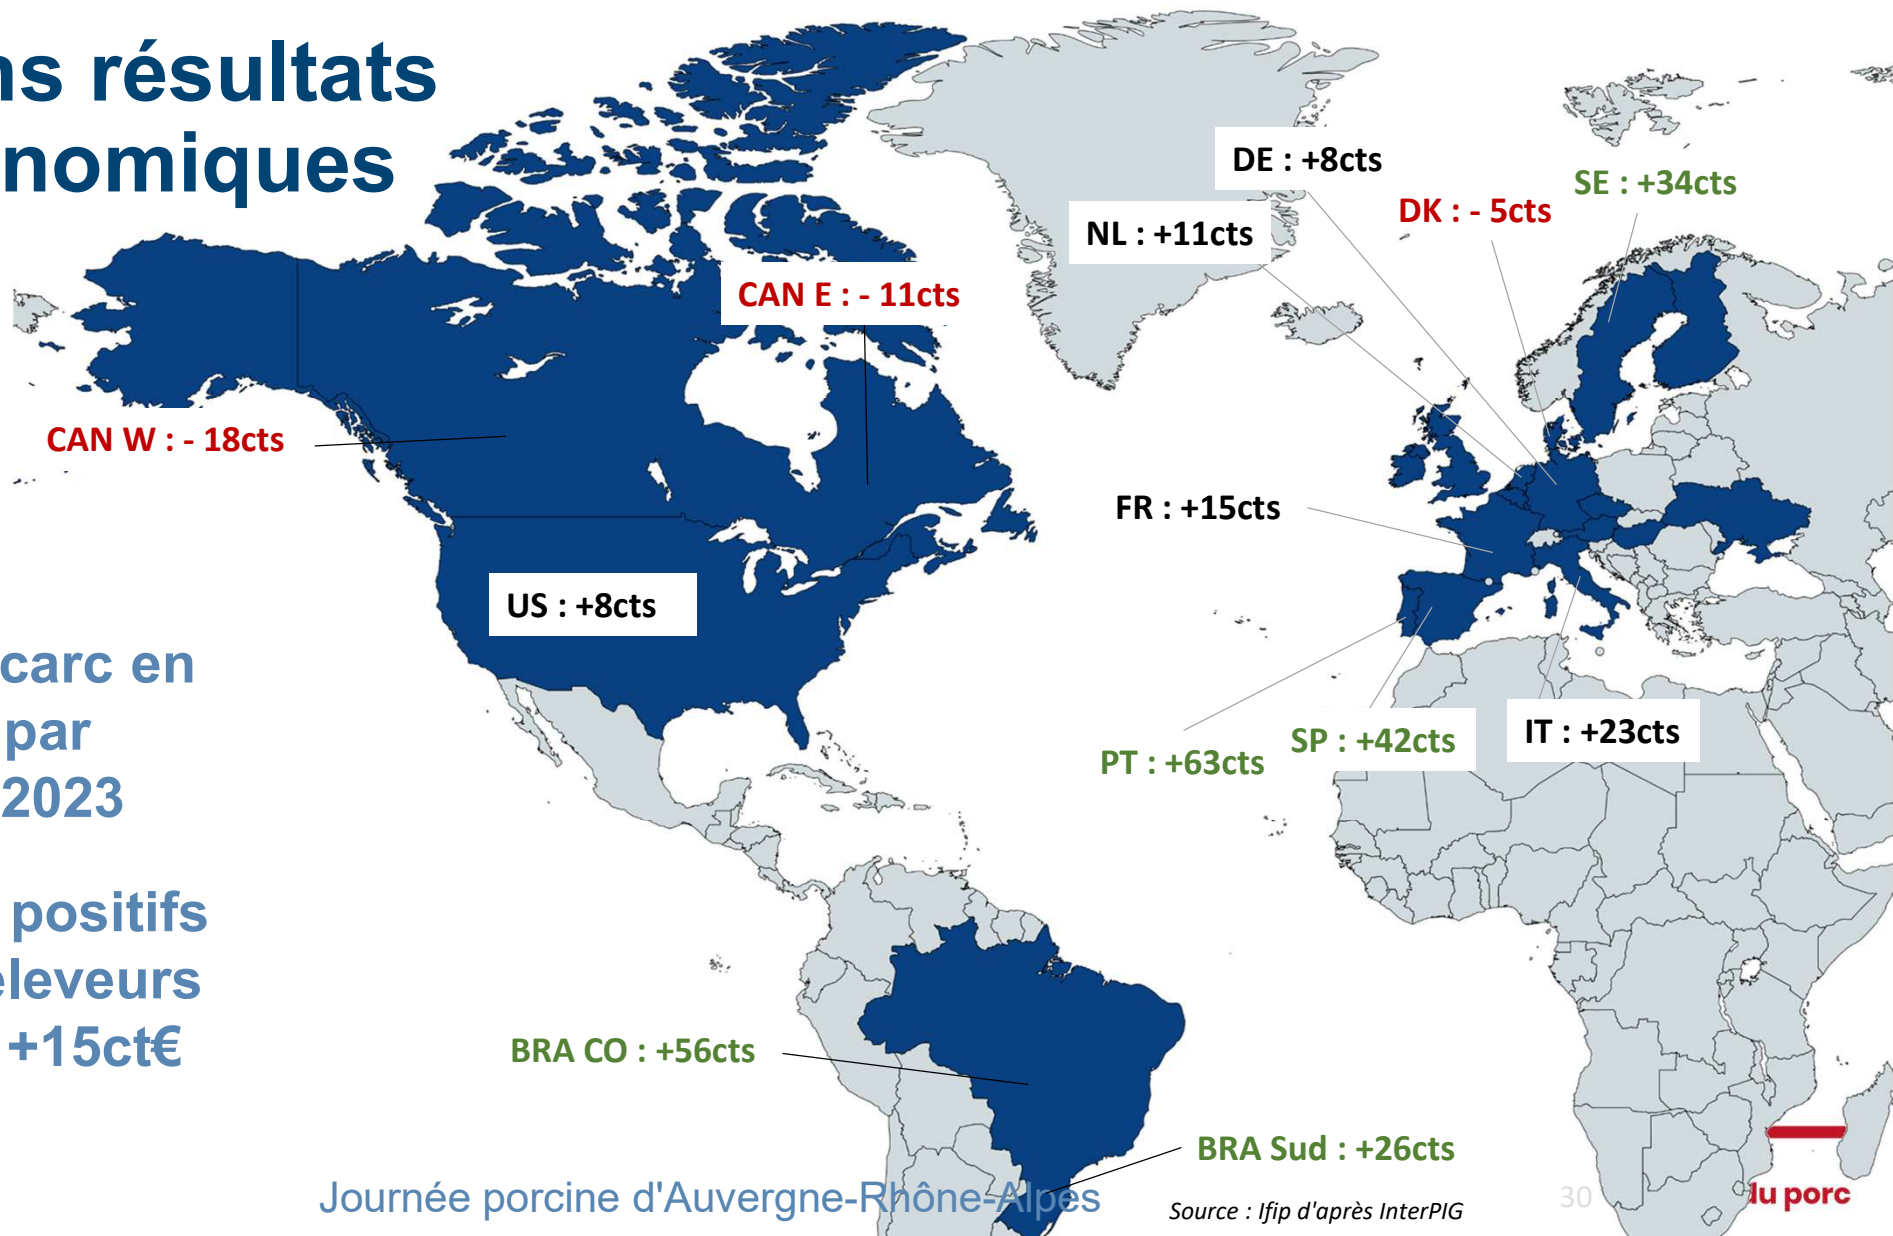 ns résultats
nomiques
DE : +8cts
SE : +34cts
DK : - 5cts
NL : +11cts
CAN E : - 11cts
CAN W : - 18cts
FR : +15cts
US : +8cts
carc en
par
2023
IT : +23cts
SP : +42cts
PT : +63cts
positifs
éleveurs
+15ct€
BRA CO : +56cts
BRA Sud : +26cts
Journée porcine d'Auvergne-Rhône-Alpes
Source : Ifip d'après InterPIG
30
du porc